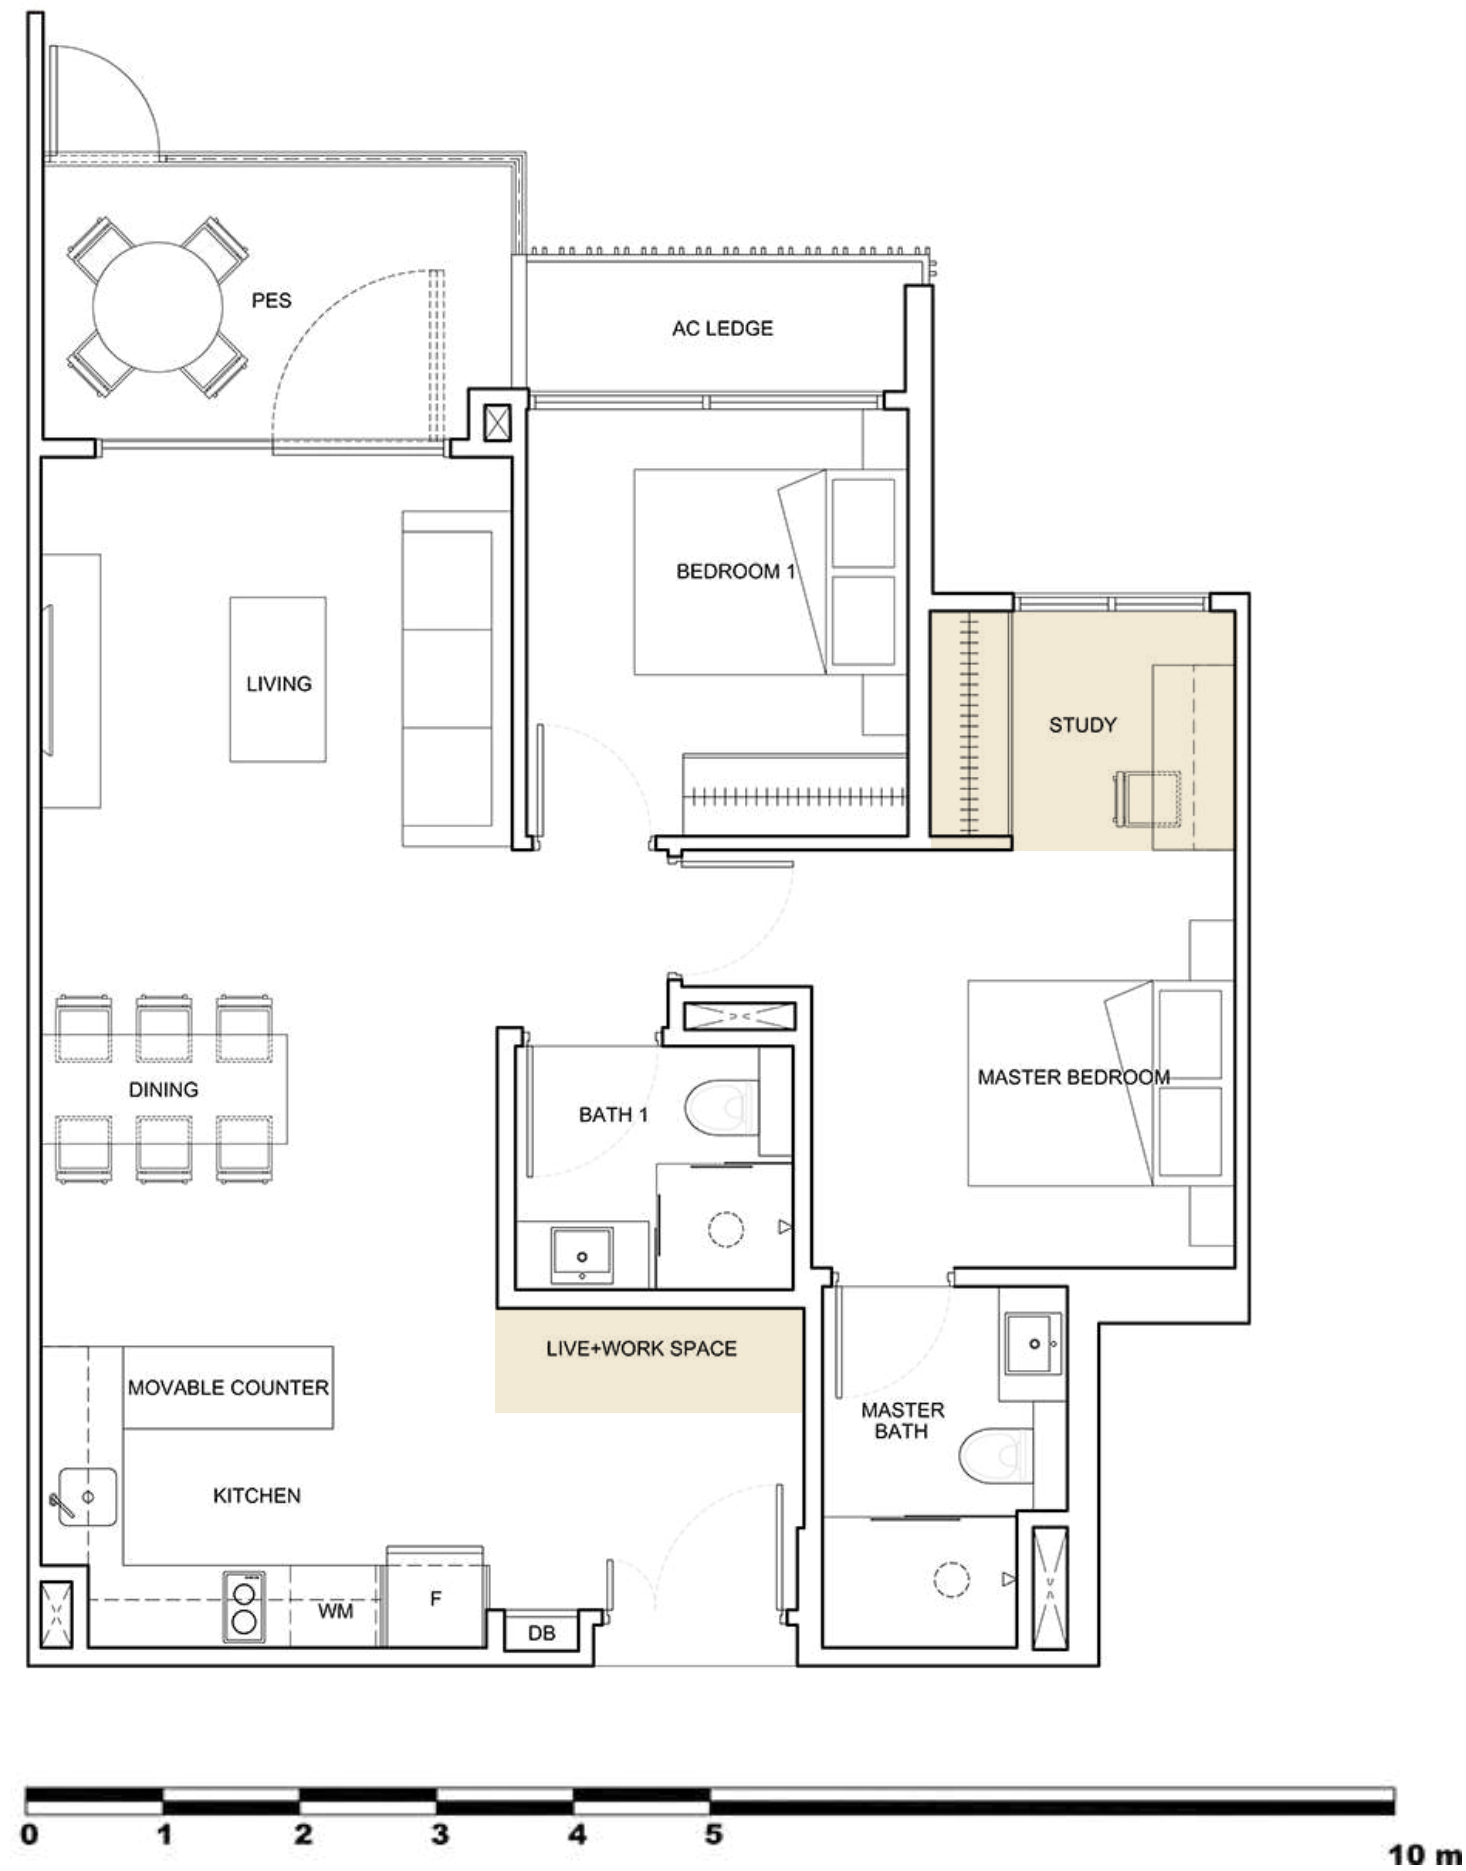 PES
AC LEDGE
BEDROOM 1
LIVING
STUDY
MASTER BEDROOM
DINING
BATH 1
LIVE+WORK SPACE
MOVABLE COUNTER
MASTER
BATH
KITCHEN
WM
F
DB
0 1 2 3 4 5 10 m